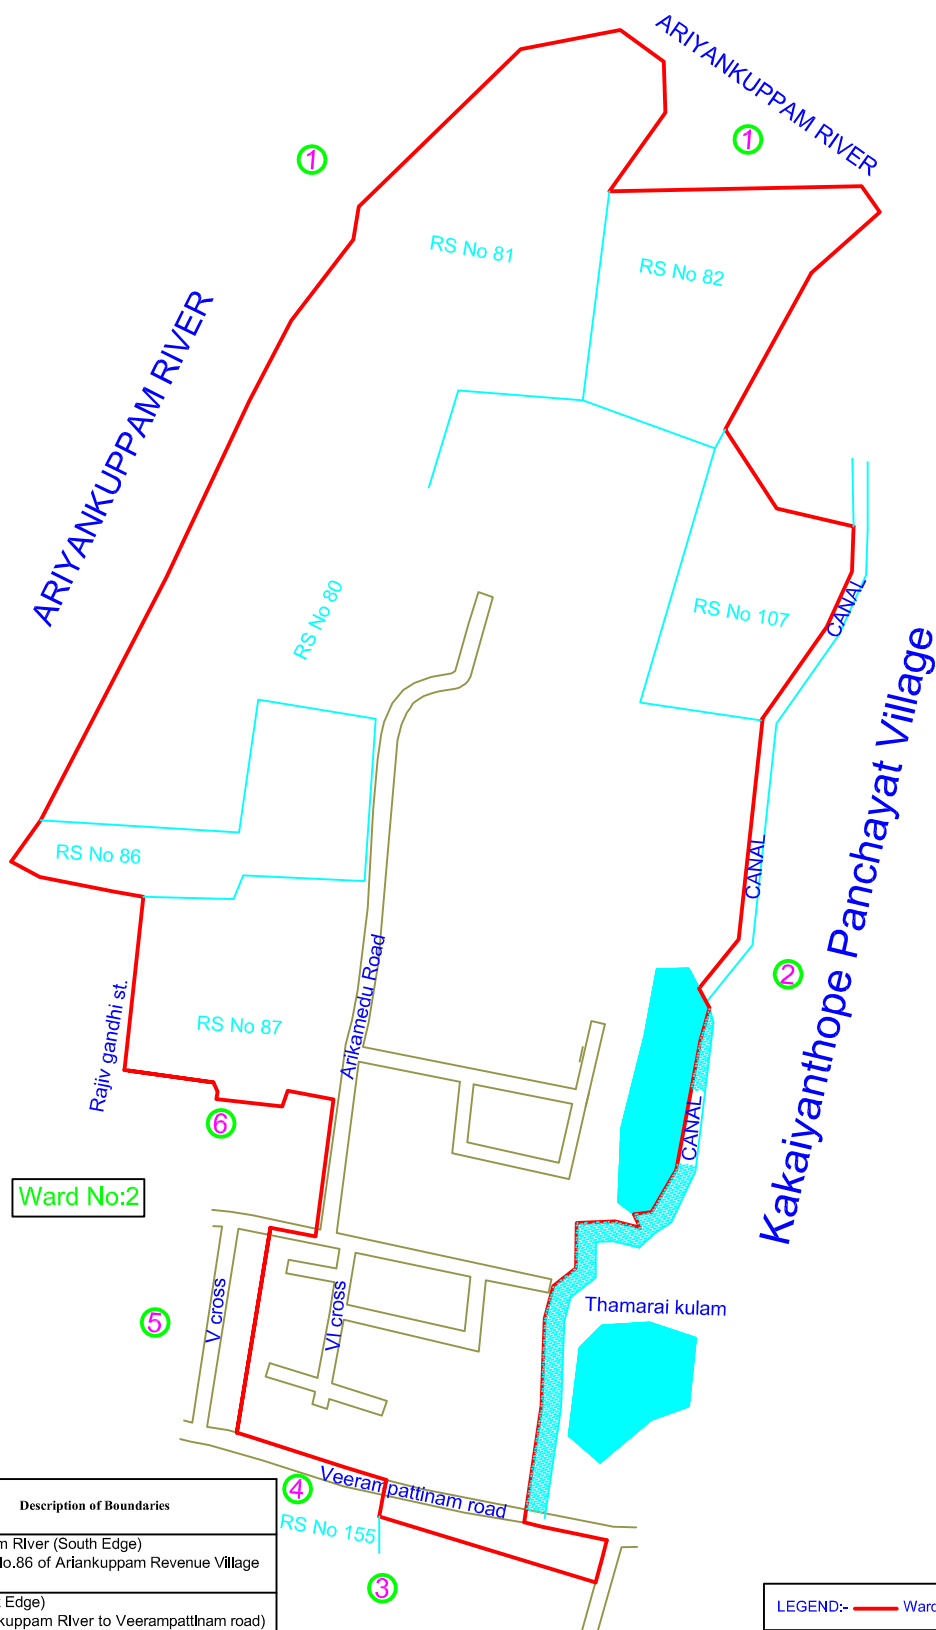 ARIYANKUPPAM RIVER
1
1
RS No 81
RS No 82
ARIYANKUPPAM RIVER
RS No 80
RS No 107
CANAL
Kakaiyanthope Panchayat Village
RS No 86
CANAL
Arikamedu Road
2
Rajiv gandhi st.
RS No 87
CANAL
6
Ward No:2
Thamarai kulam
V cross
VI cross
5
4
Veerampattinam road
RS No 155
3
Description of Boundaries
m River (South Edge)
No.86 of Ariankuppam Revenue Village
t Edge)
kuppam River to Veerampattinam road)
LEGEND:- Ward